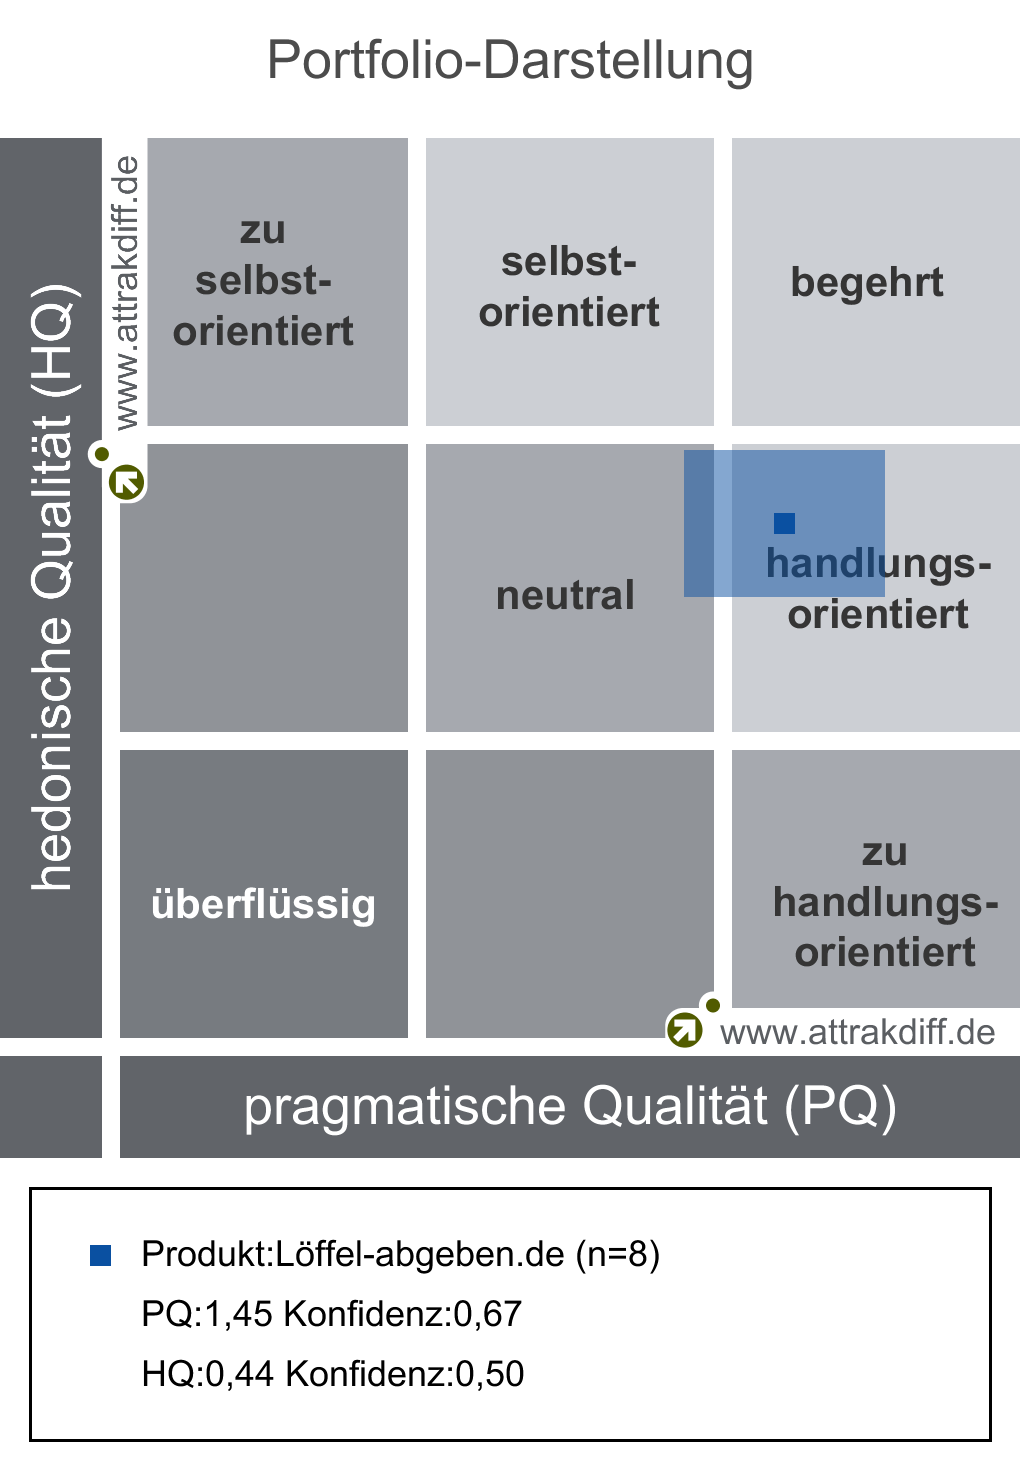 Portfolio-Darstellung
hedonische Qualität (HQ)
www.attrakdiff.de
zu
selbst-
orientiert
selbst-
orientiert
begehrt
neutral
handlungs-
orientiert
überflüssig
zu
handlungs-
orientiert
www.attrakdiff.de
pragmatische Qualität (PQ)
Produkt:Löffel-abgeben.de (n=8)
PQ:1,45 Konfidenz:0,67
HQ:0,44 Konfidenz:0,50